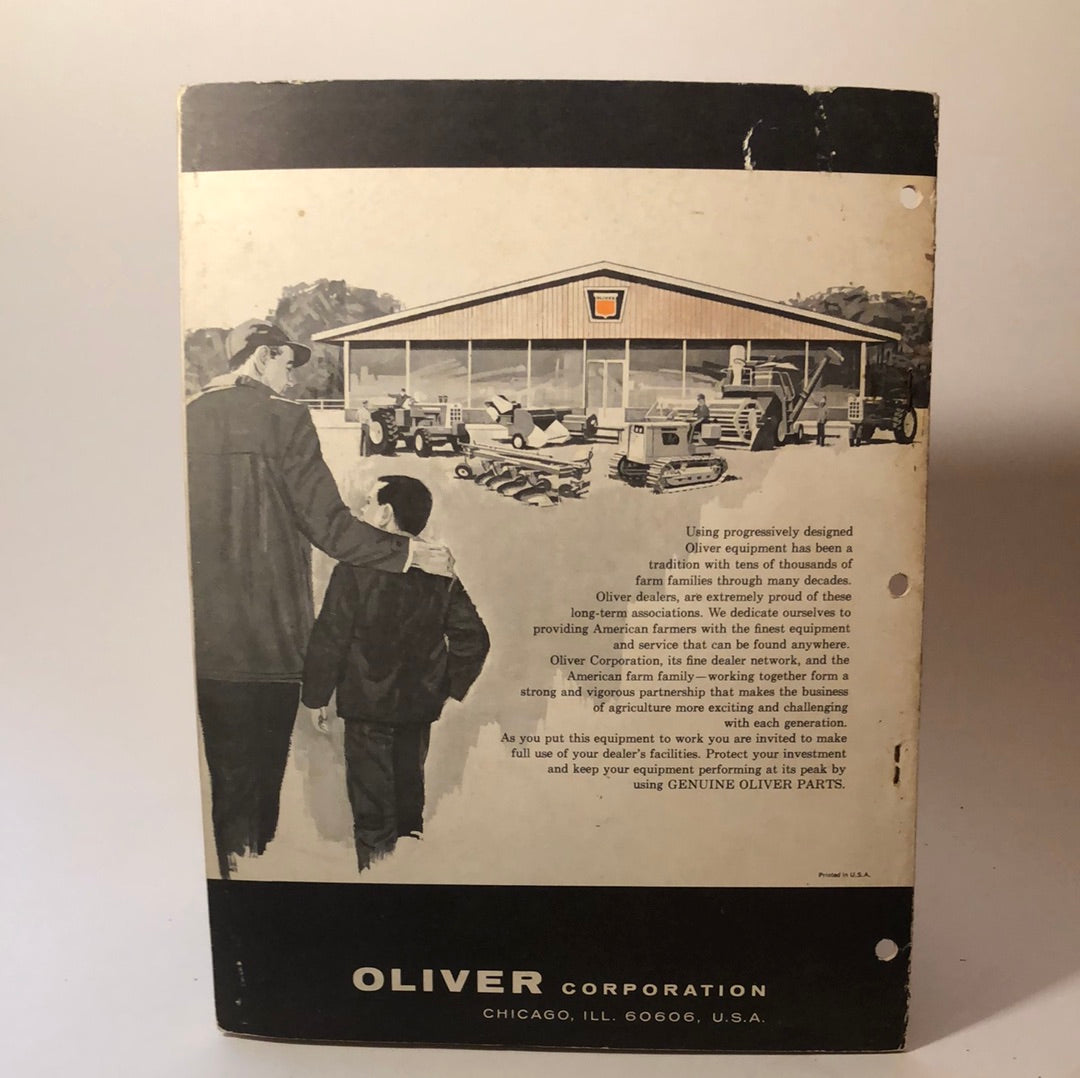 OLIVER
Using progressively designed
Oliver equipment has been a
tradition with tens of thousands of
farm families through many decades.
Oliver dealers, are extremely proud of these
long-term associations. We dedicate ourselves to
providing American farmers with the finest equipment
and service that can be found anywhere.
Oliver Corporation, its fine dealer network, and the
American farm family—working together form a
strong and vigorous partnership that makes the business
of agriculture more exciting and challenging
with each generation.
As you put this equipment to work you are invited to make
full use of your dealer's facilities. Protect your investment
and keep your equipment performing at its peak by
using GENUINE OLIVER PARTS.
Printed in U.S.A.
OLIVER CORPORATION
CHICAGO, ILL. 60606, U.S.A.